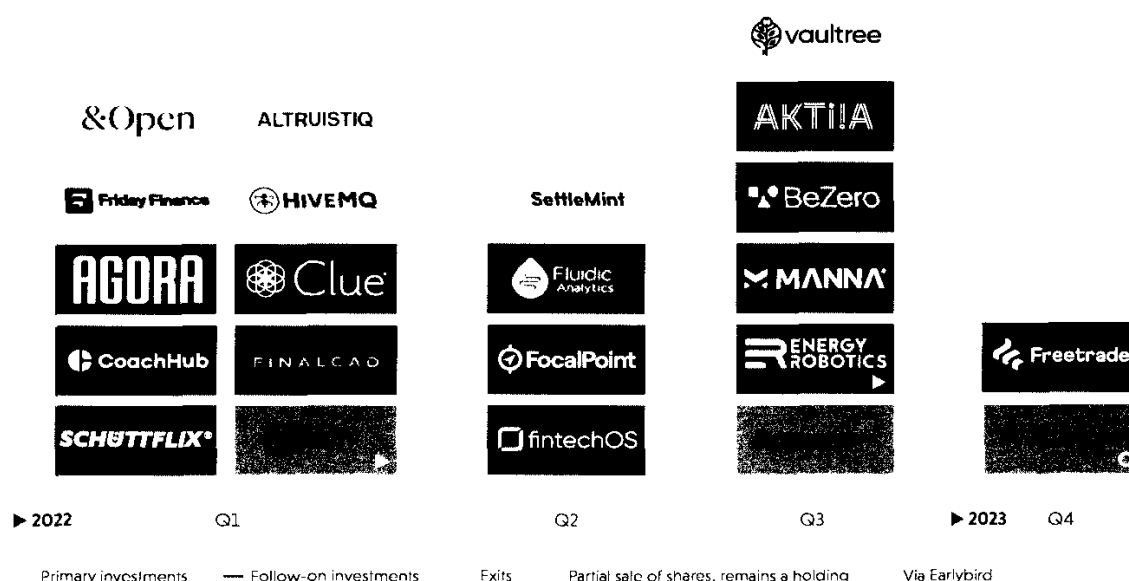 vaultree
&Open ALTRUISTIQ AKTi!A
Friday Finance HIVEMQ SettleMint BeZero
AGORA Clue Fluidic Analytics MANNA
CoachHub FINALCAD FocalPoint ENERGY ROBOTICS Freetrade
SCHÜTTFLIX® fintechOS
▶ 2022 Q1 Q2 Q3 ▶ 2023 Q4
Primary investments — Follow-on investments Exits Partial sale of shares, remains a holding Via Earlybird